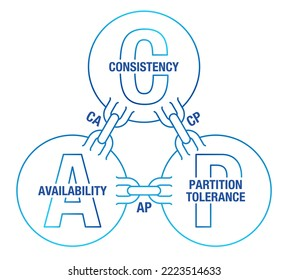 C
CONSISTENCY
CA
CP
A
AVAILABILITY
P
PARTITION
TOLERANCE
AP
shutterstock.com · 2223514633